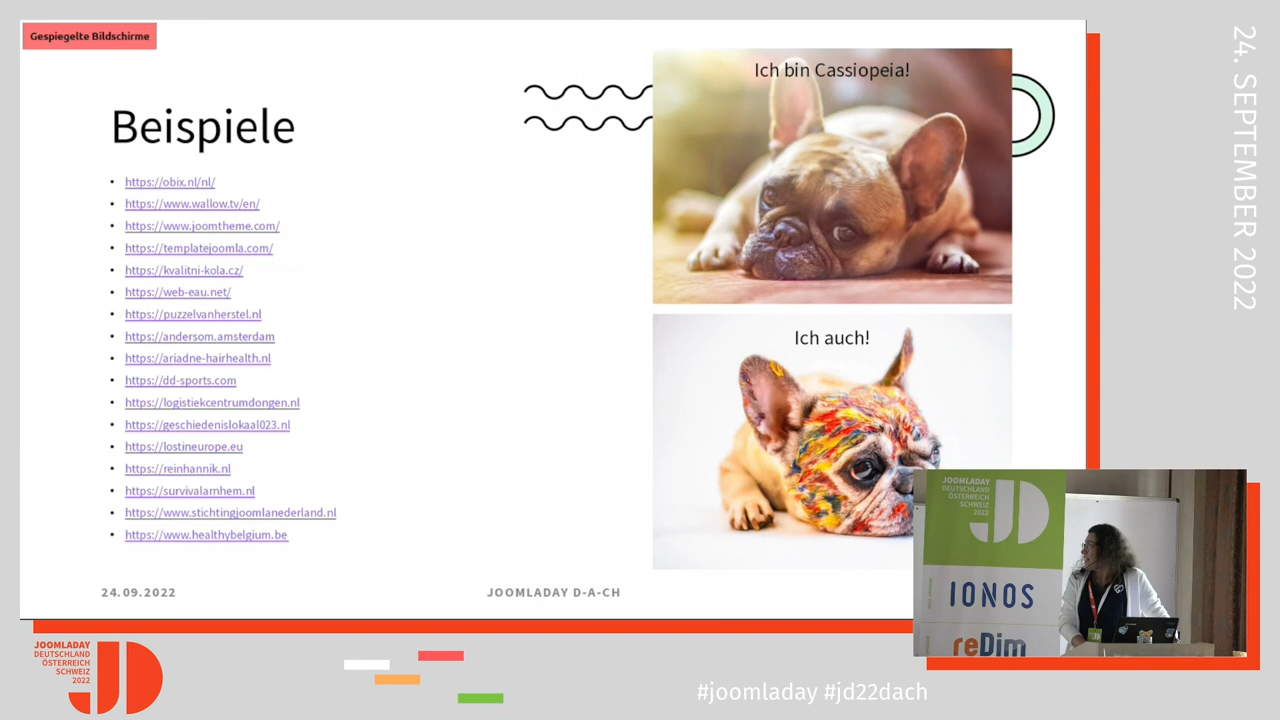 Gespiegelte Bildschirme
Beispiele
https://obix.nl/nl/
https://www.wallow.tv/en/
https://www.joomtheme.com/
https://templatejoomla.com/
https://kvalitni-kola.cz/
https://web-eau.net/
https://puzzelvanherstel.nl
https://andersom.amsterdam
https://ariadne-hairhealth.nl
https://dd-sports.com
https://logistiekcentrumdongen.nl
https://geschiedenislokaal023.nl
https://lostineurope.eu
https://reinhannik.nl
https://survivalarnhem.nl
https://www.stichtingjoomlanederland.nl
https://www.healthybelgium.be
Ich bin Cassiopeia!
Ich auch!
24.09.2022
JOOMLADAY D-A-CH
24. SEPTEMBER 2022
JOOMLADAY
DEUTSCHLAND
ÖSTERREICH
SCHWEIZ
2022
JD
IONOS
reDim
JOOMLADAY
DEUTSCHLAND
ÖSTERREICH
SCHWEIZ
2022
JD
#joomladay #jd22dach